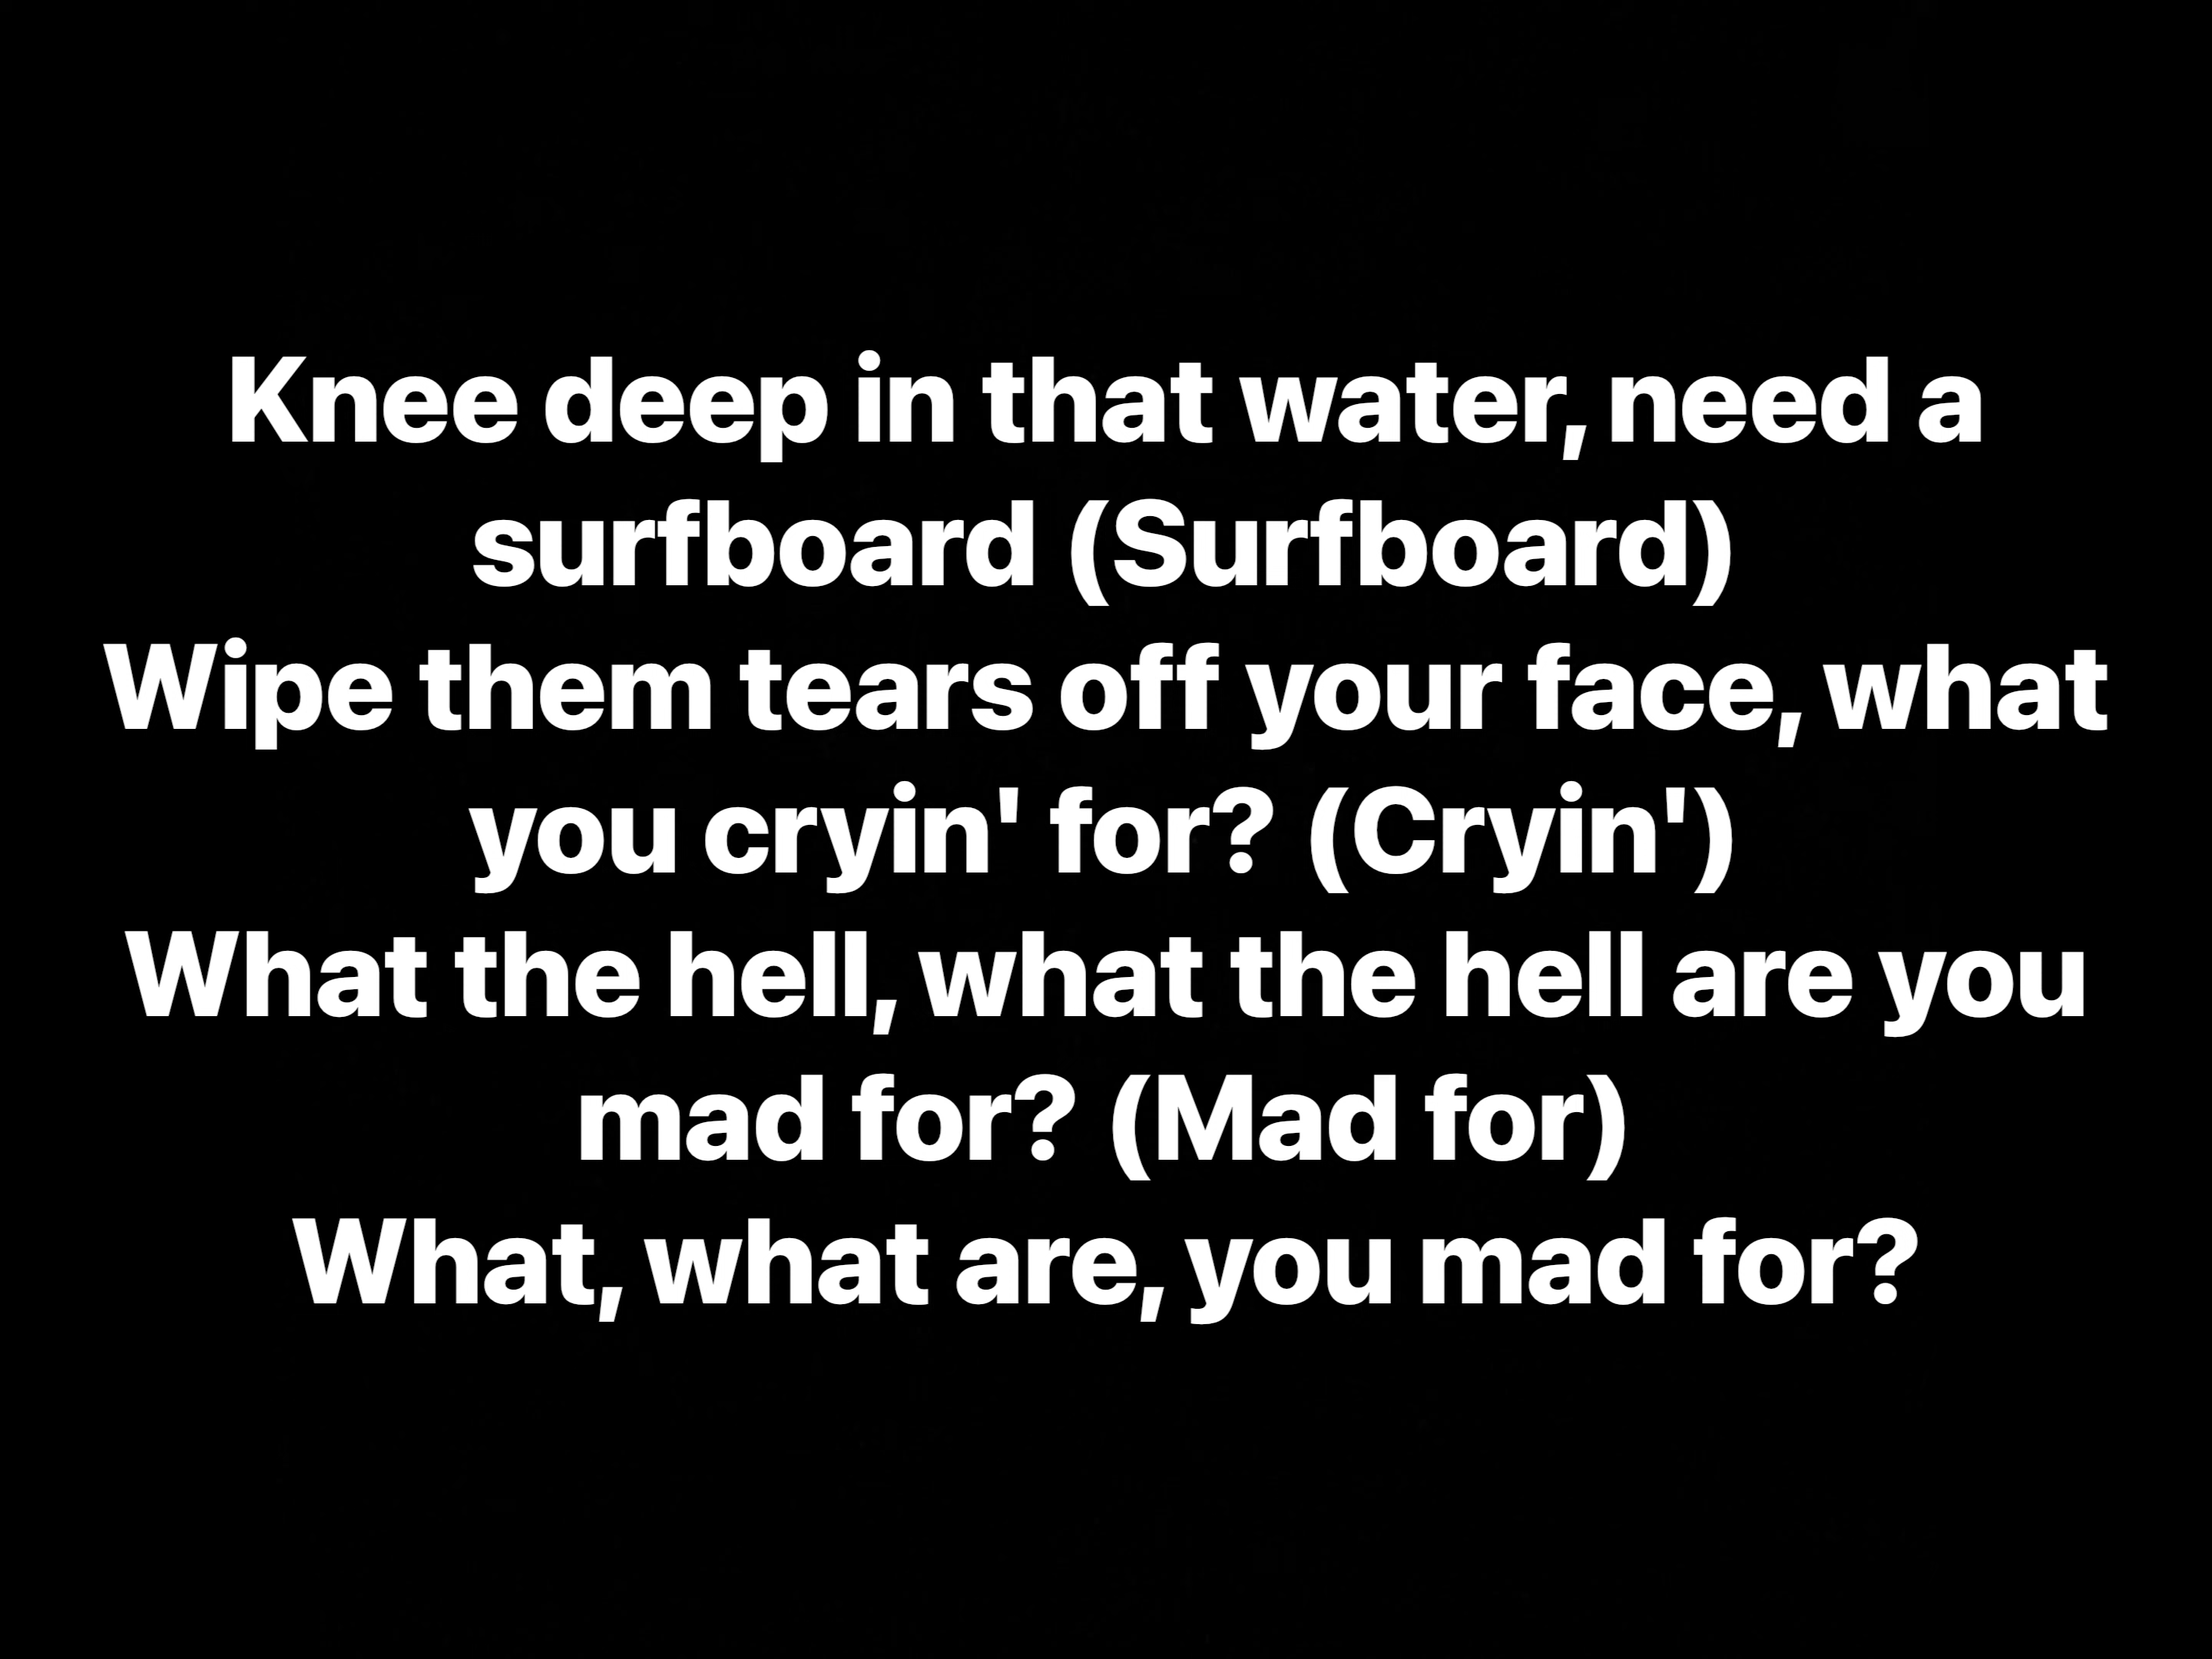 Knee deep in that water, need a
surfboard (Surfboard)
Wipe them tears off your face, what
you cryin' for? (Cryin')
What the hell, what the hell are you
mad for? (Mad for)
What, what are, you mad for?